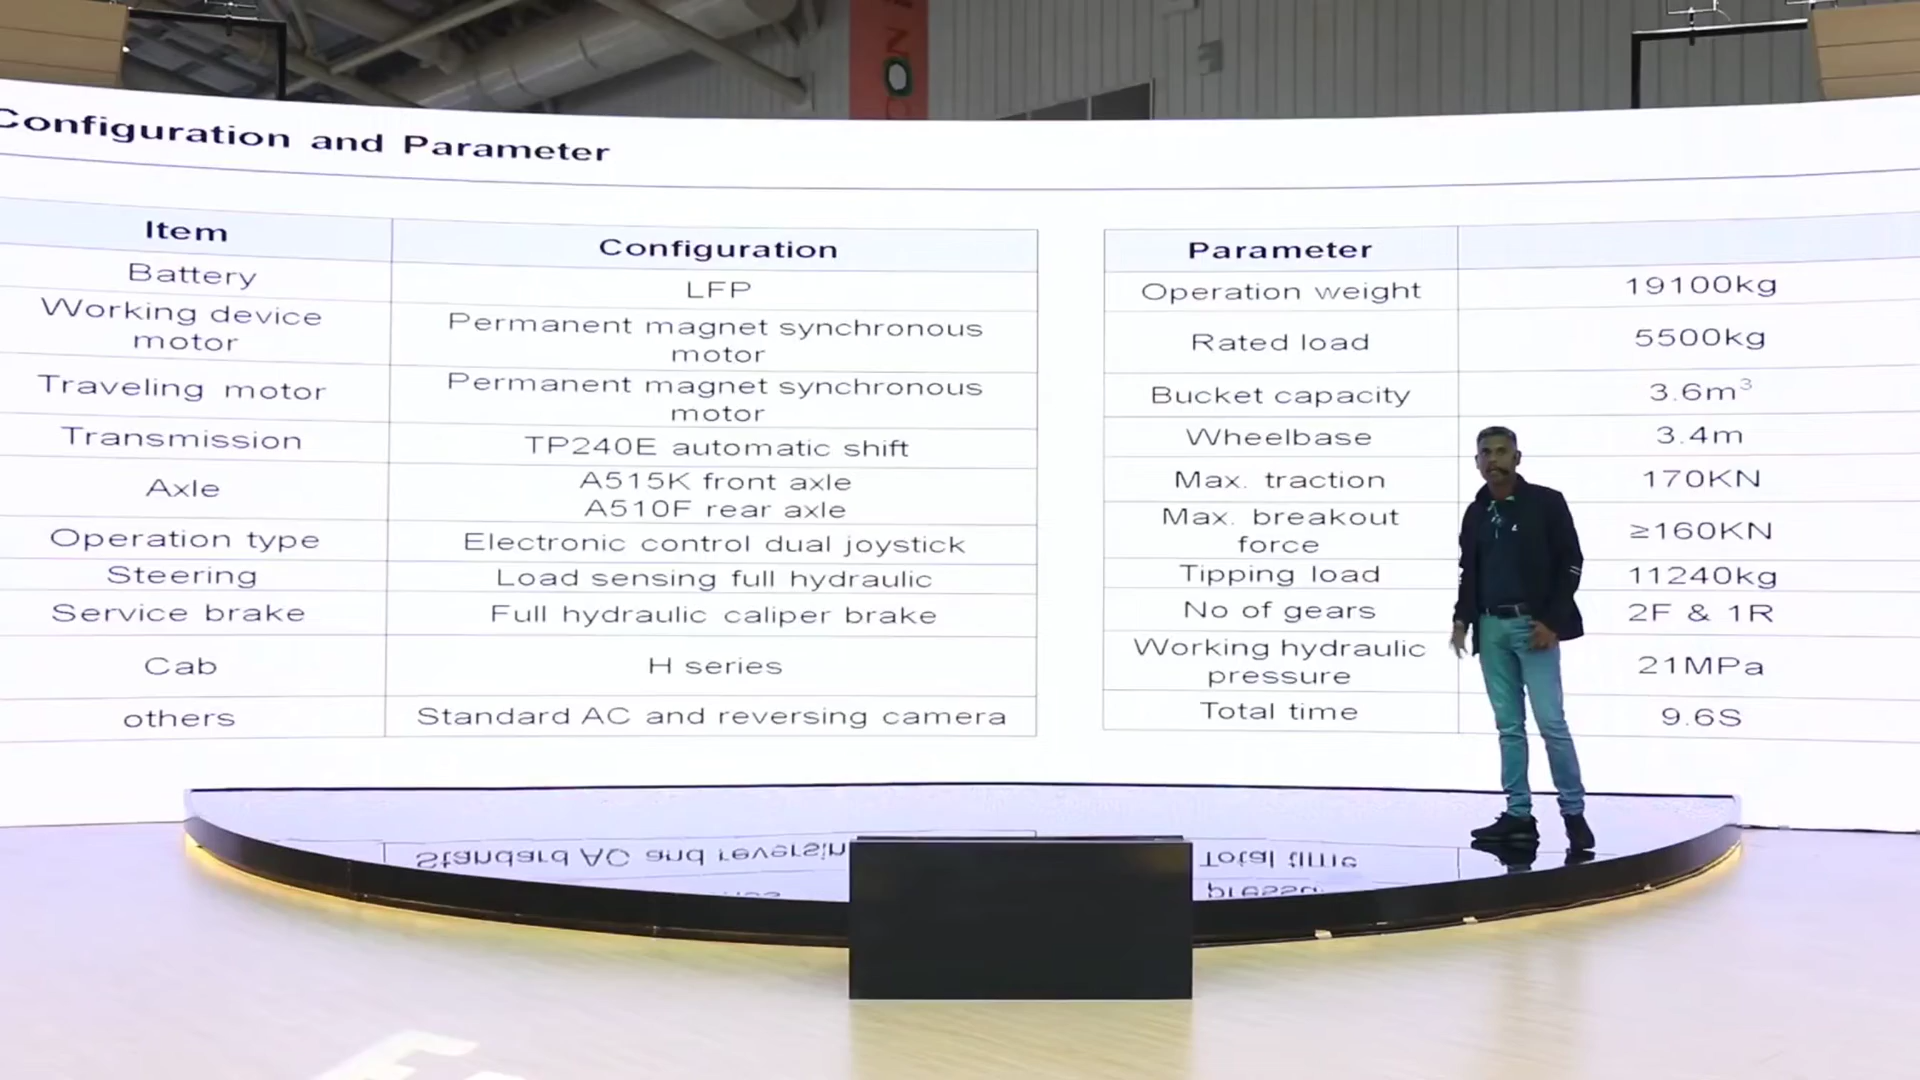 Configuration and Parameter
Item
Configuration
Battery
LFP
Working device
motor
Permanent magnet synchronous
motor
Traveling motor
Permanent magnet synchronous
motor
Transmission
TP240E automatic shift
Axle
A515K front axle
A510F rear axle
Operation type
Electronic control dual joystick
Steering
Load sensing full hydraulic
Service brake
Full hydraulic caliper brake
Cab
H series
others
Standard AC and reversing camera
Parameter
Operation weight
19100kg
Rated load
5500kg
Bucket capacity
3.6m³
Wheelbase
3.4m
Max. traction
170KN
Max. breakout
force
≥160KN
Tipping load
11240kg
No of gears
2F & 1R
Working hydraulic
pressure
21MPa
Total time
9.6S